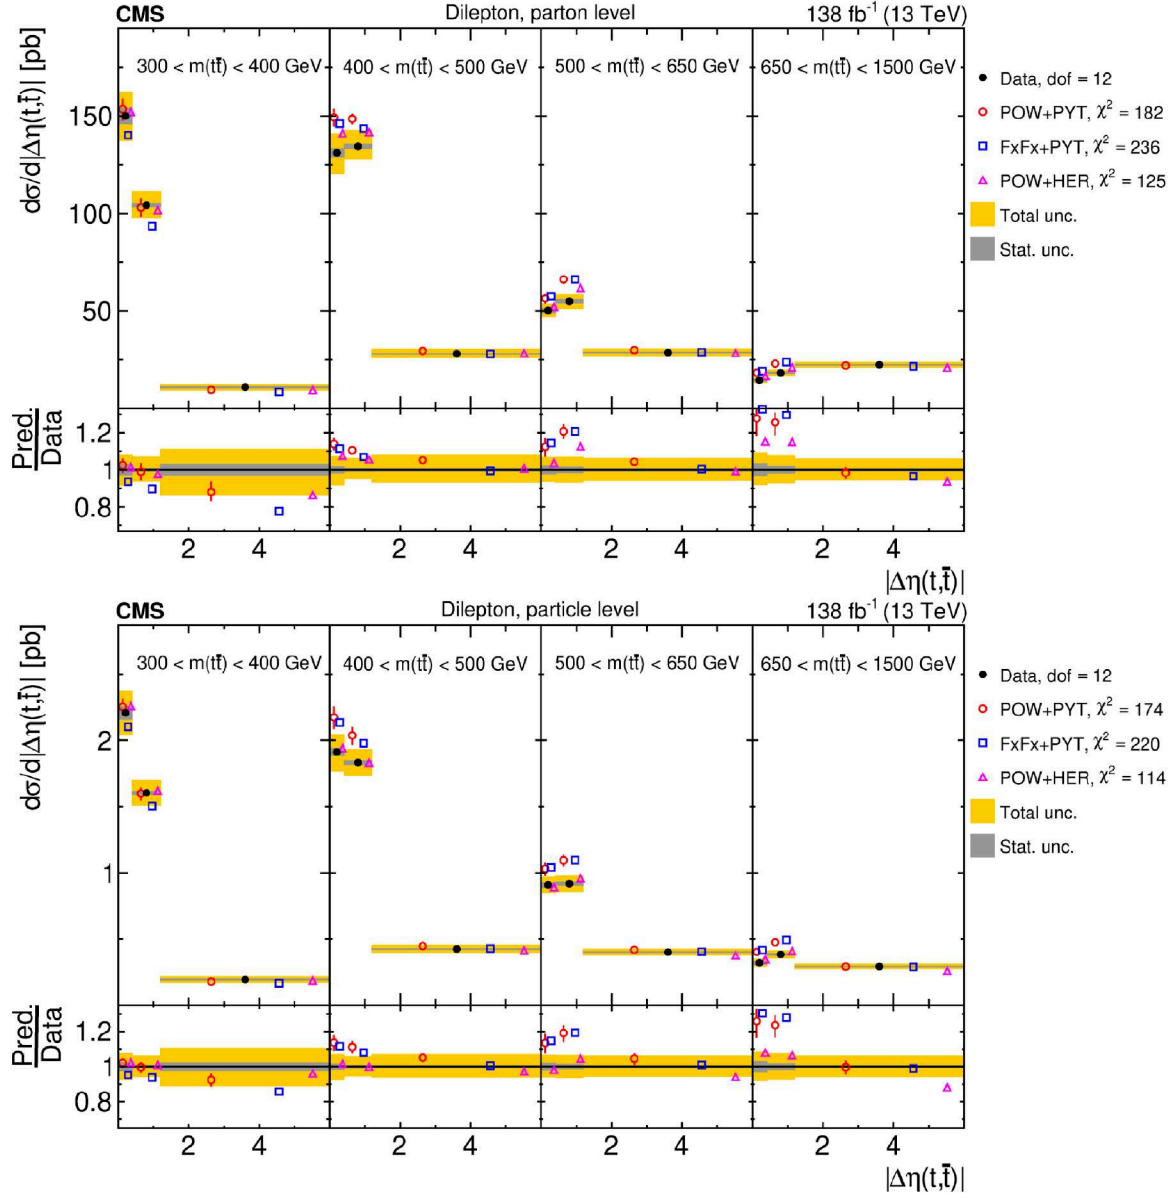 CMS Dilepton, parton level 138 fb⁻¹ (13 TeV)
dσ/d|Δη(t,t̄)| [pb]
300 < m(tt̄) < 400 GeV 400 < m(tt̄) < 500 GeV 500 < m(tt̄) < 650 GeV 650 < m(tt̄) < 1500 GeV
150
100
50
Data, dof = 12
POW+PYT, χ² = 182
FxFx+PYT, χ² = 236
POW+HER, χ² = 125
Total unc.
Stat. unc.
Pred.
Data
1.2
1
0.8
2 4 2 4 2 4 2 4
|Δη(t,t̄)|
CMS Dilepton, particle level 138 fb⁻¹ (13 TeV)
dσ/d|Δη(t,t̄)| [pb]
300 < m(tt̄) < 400 GeV 400 < m(tt̄) < 500 GeV 500 < m(tt̄) < 650 GeV 650 < m(tt̄) < 1500 GeV
2
1
Data, dof = 12
POW+PYT, χ² = 174
FxFx+PYT, χ² = 220
POW+HER, χ² = 114
Total unc.
Stat. unc.
Pred.
Data
1.2
1
0.8
2 4 2 4 2 4 2 4
|Δη(t,t̄)|